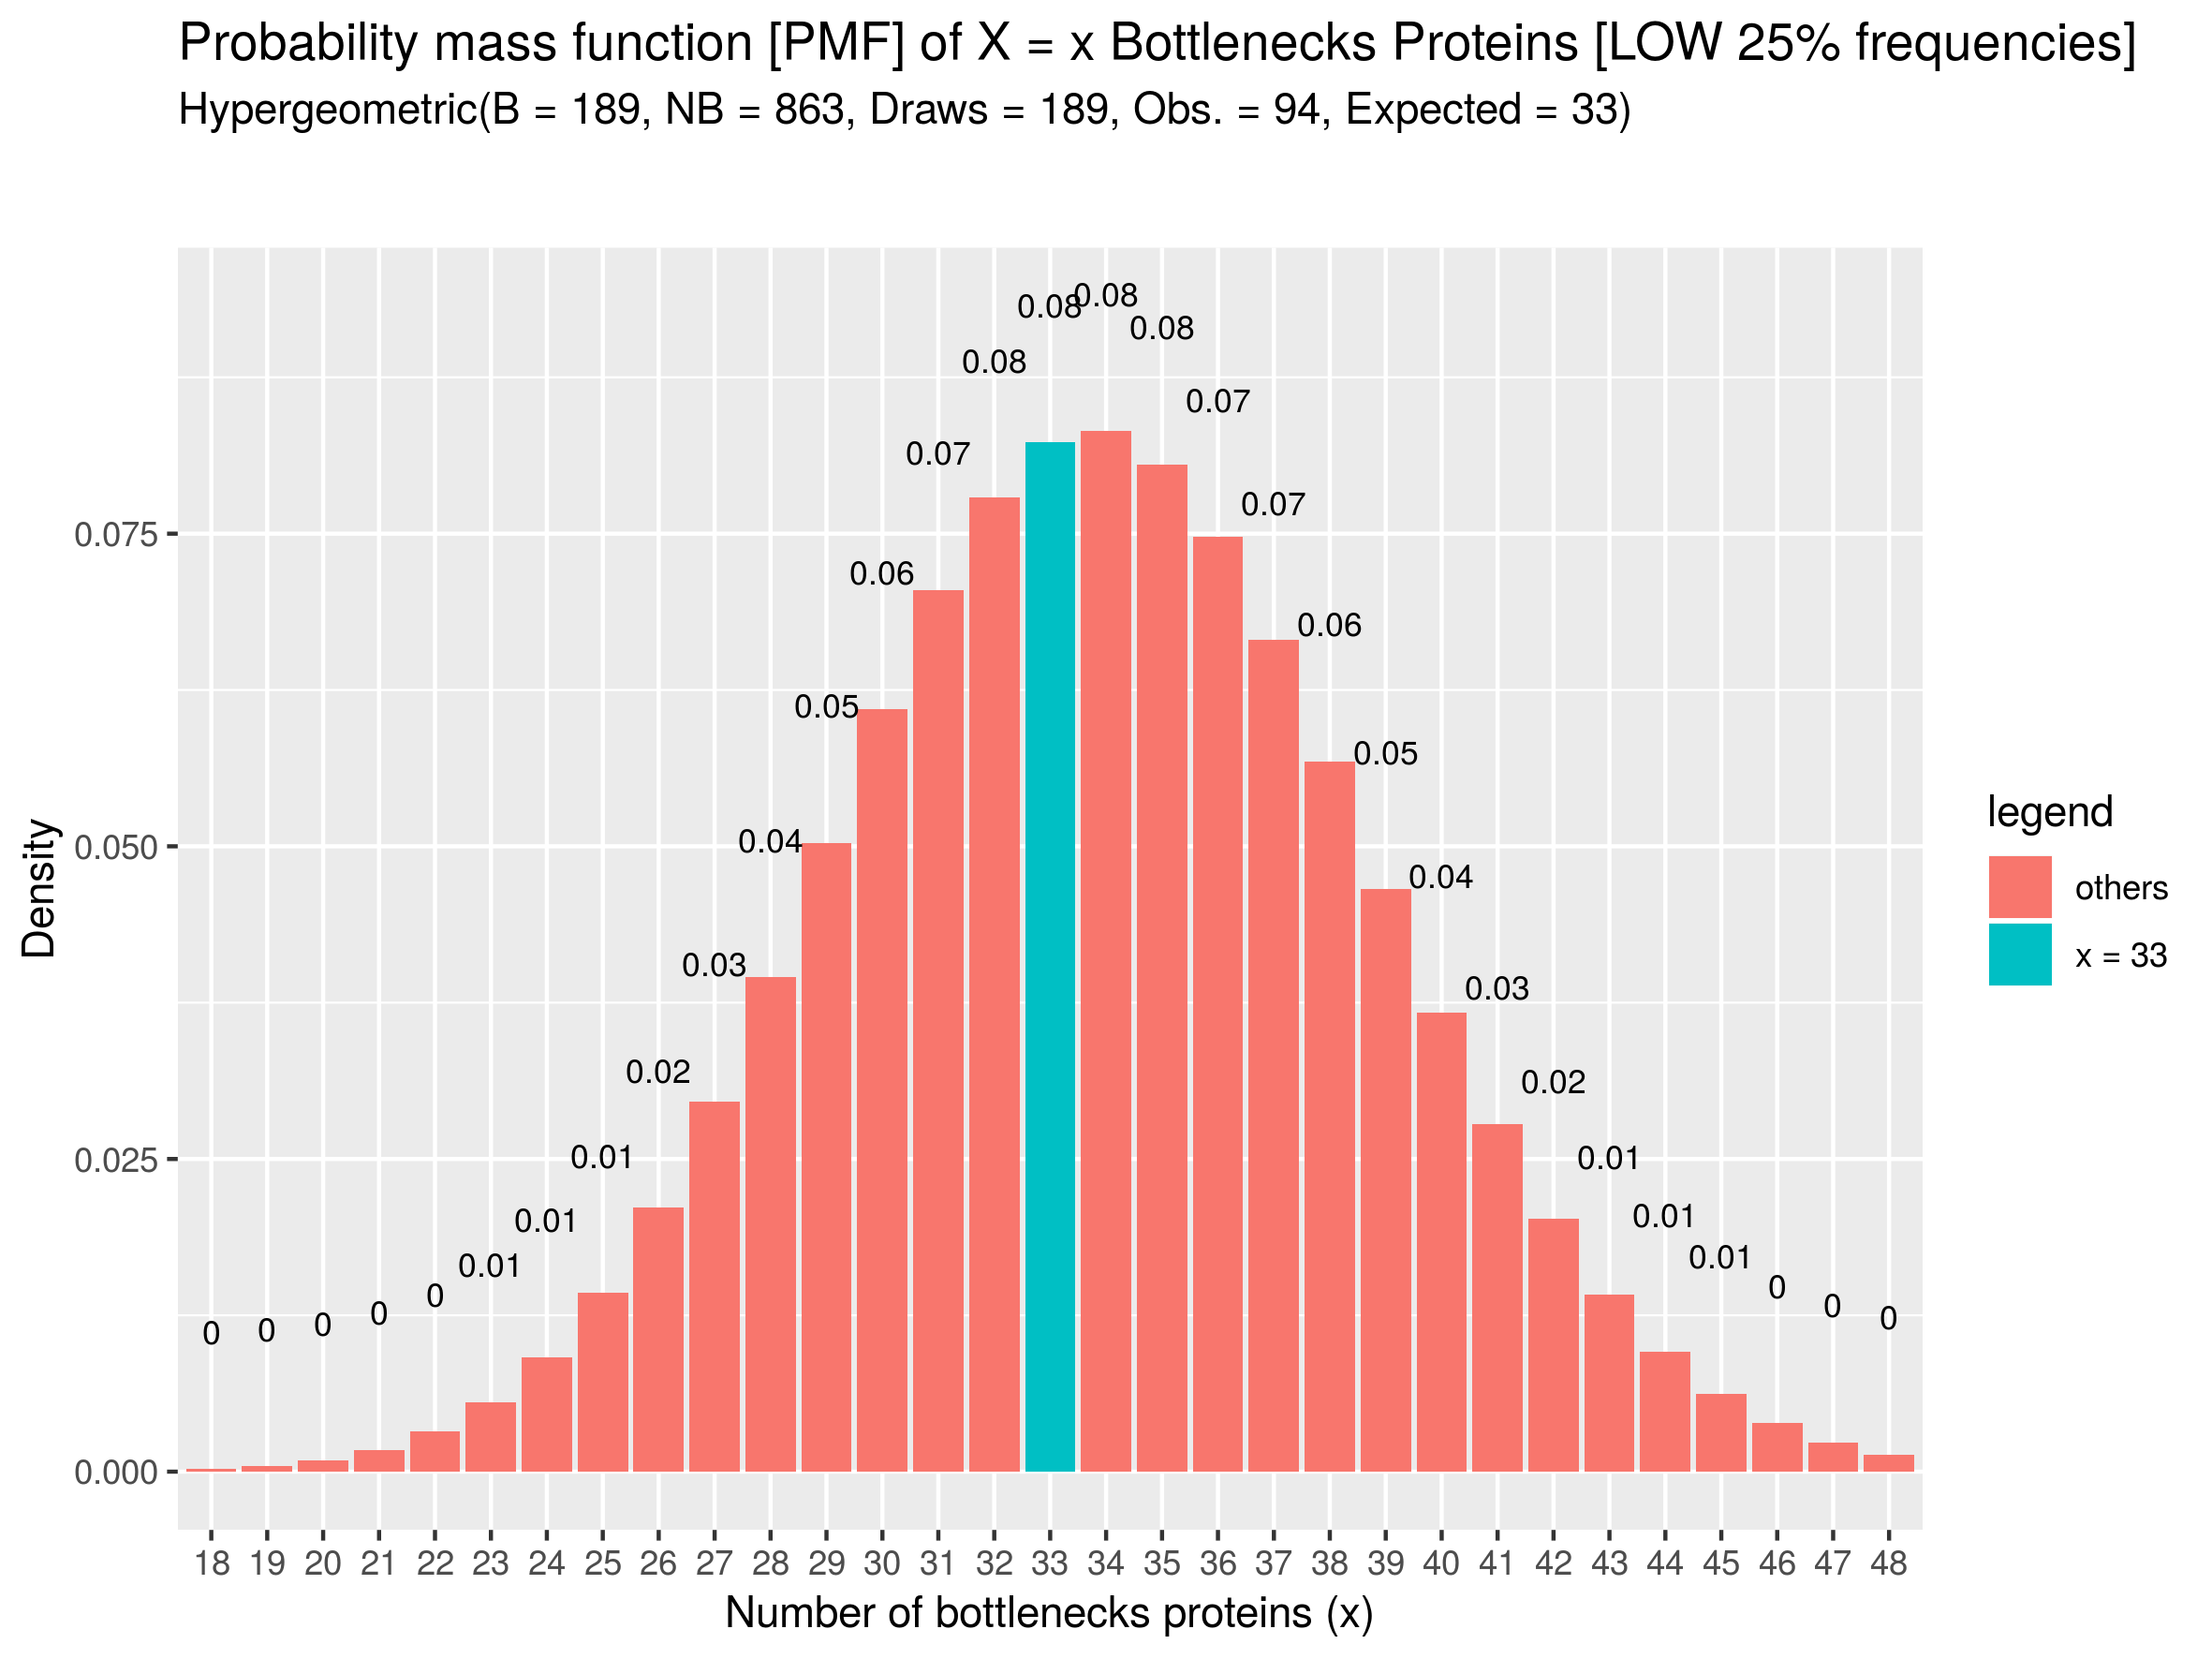 Probability mass function [PMF] of X = x Bottlenecks Proteins [LOW 25% frequencies]
Hypergeometric(B = 189, NB = 863, Draws = 189, Obs. = 94, Expected = 33)
0.08 0.08
0.08
0.08
0.07
0.07
0.07
0.06
0.06
0.05
0.05
0.04
0.04
0.03
0.03
0.02
0.02
0.01
0.01
0.01
0.01
0.01
0.01
0 0 0 0 0
0 0 0
0.075
0.050
0.025
0.000
Density
18 19 20 21 22 23 24 25 26 27 28 29 30 31 32 33 34 35 36 37 38 39 40 41 42 43 44 45 46 47 48
Number of bottlenecks proteins (x)
legend
others
x = 33